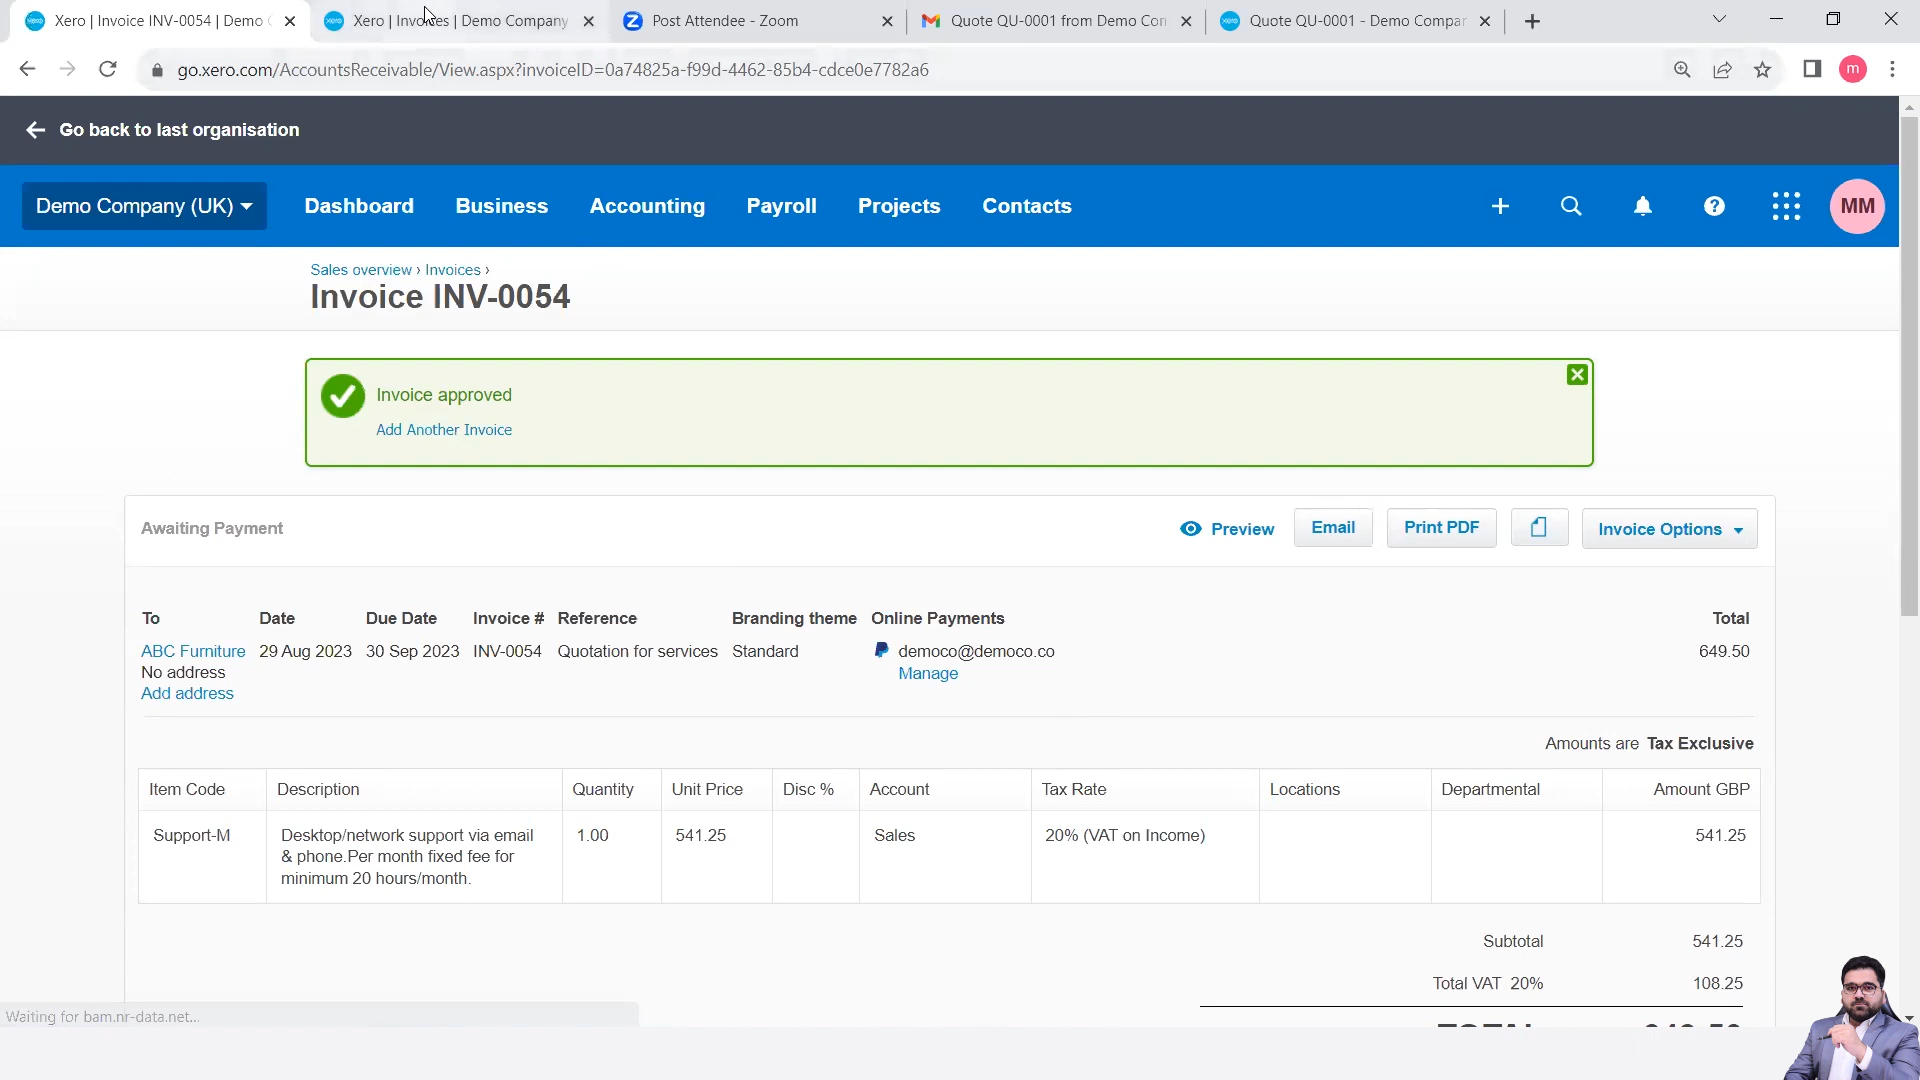 Xero | Invoice INV-0054 | Demo
Xero | Invoices | Demo Company
Post Attendee - Zoom
Quote QU-0001 from Demo Com
Quote QU-0001 - Demo Compar
go.xero.com/AccountsReceivable/View.aspx?invoiceID=0a74825a-f99d-4462-85b4-cdce0e7782a6
m
Go back to last organisation
Demo Company (UK)
Dashboard
Business
Accounting
Payroll
Projects
Contacts
MM
Sales overview › Invoices ›
Invoice INV-0054
Invoice approved
Add Another Invoice
Awaiting Payment
Preview
Email
Print PDF
Invoice Options
To Date Due Date Invoice # Reference Branding theme Online Payments Total
ABC Furniture 29 Aug 2023 30 Sep 2023 INV-0054 Quotation for services Standard democo@democo.co 649.50
No address Manage
Add address
Amounts are Tax Exclusive
Item Code Description Quantity Unit Price Disc % Account Tax Rate Locations Departmental Amount GBP
Support-M Desktop/network support via email 1.00 541.25 Sales 20% (VAT on Income) 541.25
& phone.Per month fixed fee for
minimum 20 hours/month.
Subtotal 541.25
Total VAT 20% 108.25
Waiting for bam.nr-data.net...